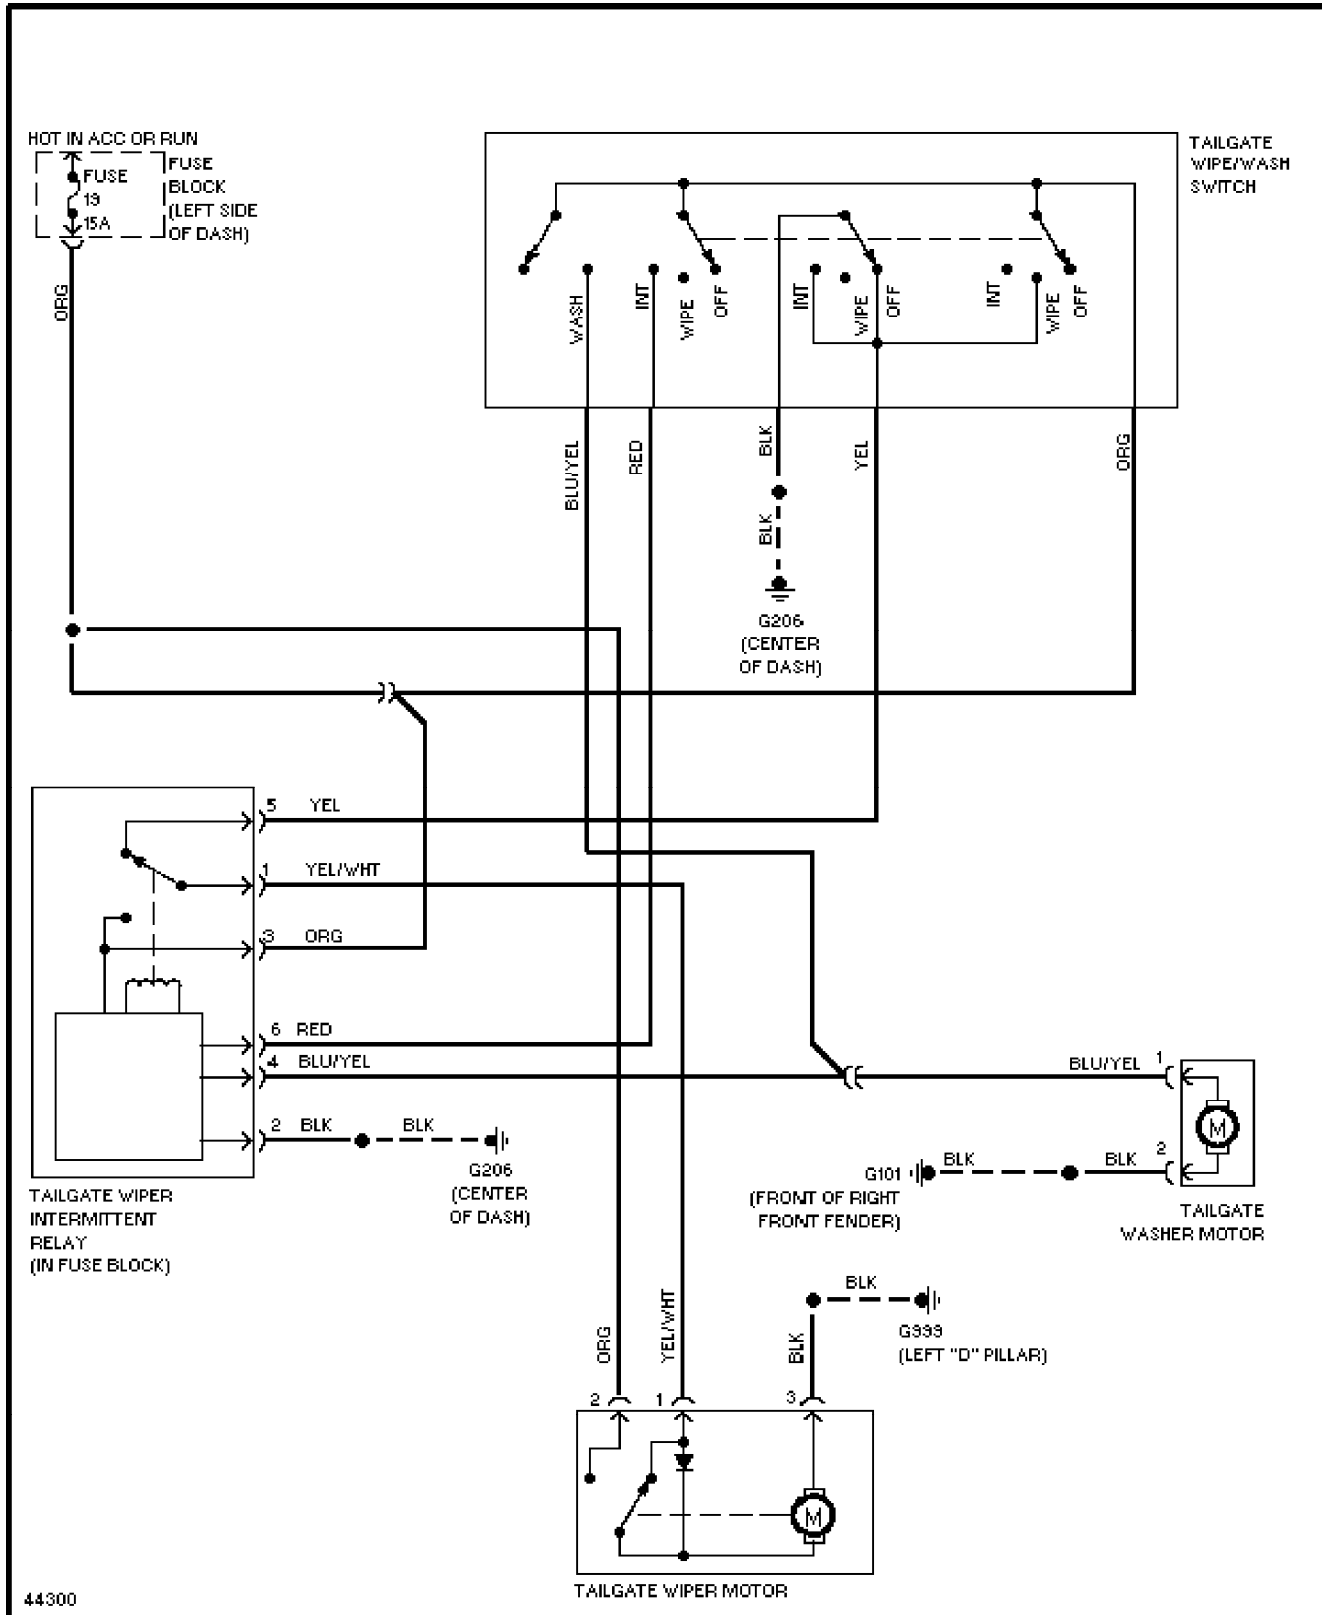 HOT IN ACC OR RUN
FUSE
19
15A
FUSE
BLOCK
(LEFT SIDE
OF DASH)
ORG
TAILGATE
WIPE/WASH
SWITCH
WASH
INT
WIPE
OFF
INT
WIPE
OFF
INT
WIPE
OFF
BLU/YEL
RED
BLK
BLK
YEL
ORG
G206
(CENTER
OF DASH)
5 YEL
1 YEL/WHT
3 ORG
6 RED
4 BLU/YEL
2 BLK BLK
G206
(CENTER
OF DASH)
TAILGATE WIPER
INTERMITTENT
RELAY
(IN FUSE BLOCK)
BLU/YEL 1
M
2
BLK BLK
G101
(FRONT OF RIGHT
FRONT FENDER)
TAILGATE
WASHER MOTOR
BLK
G999
(LEFT "D" PILLAR)
ORG
YEL/WHT
BLK
2 1 3
M
TAILGATE WIPER MOTOR
44300